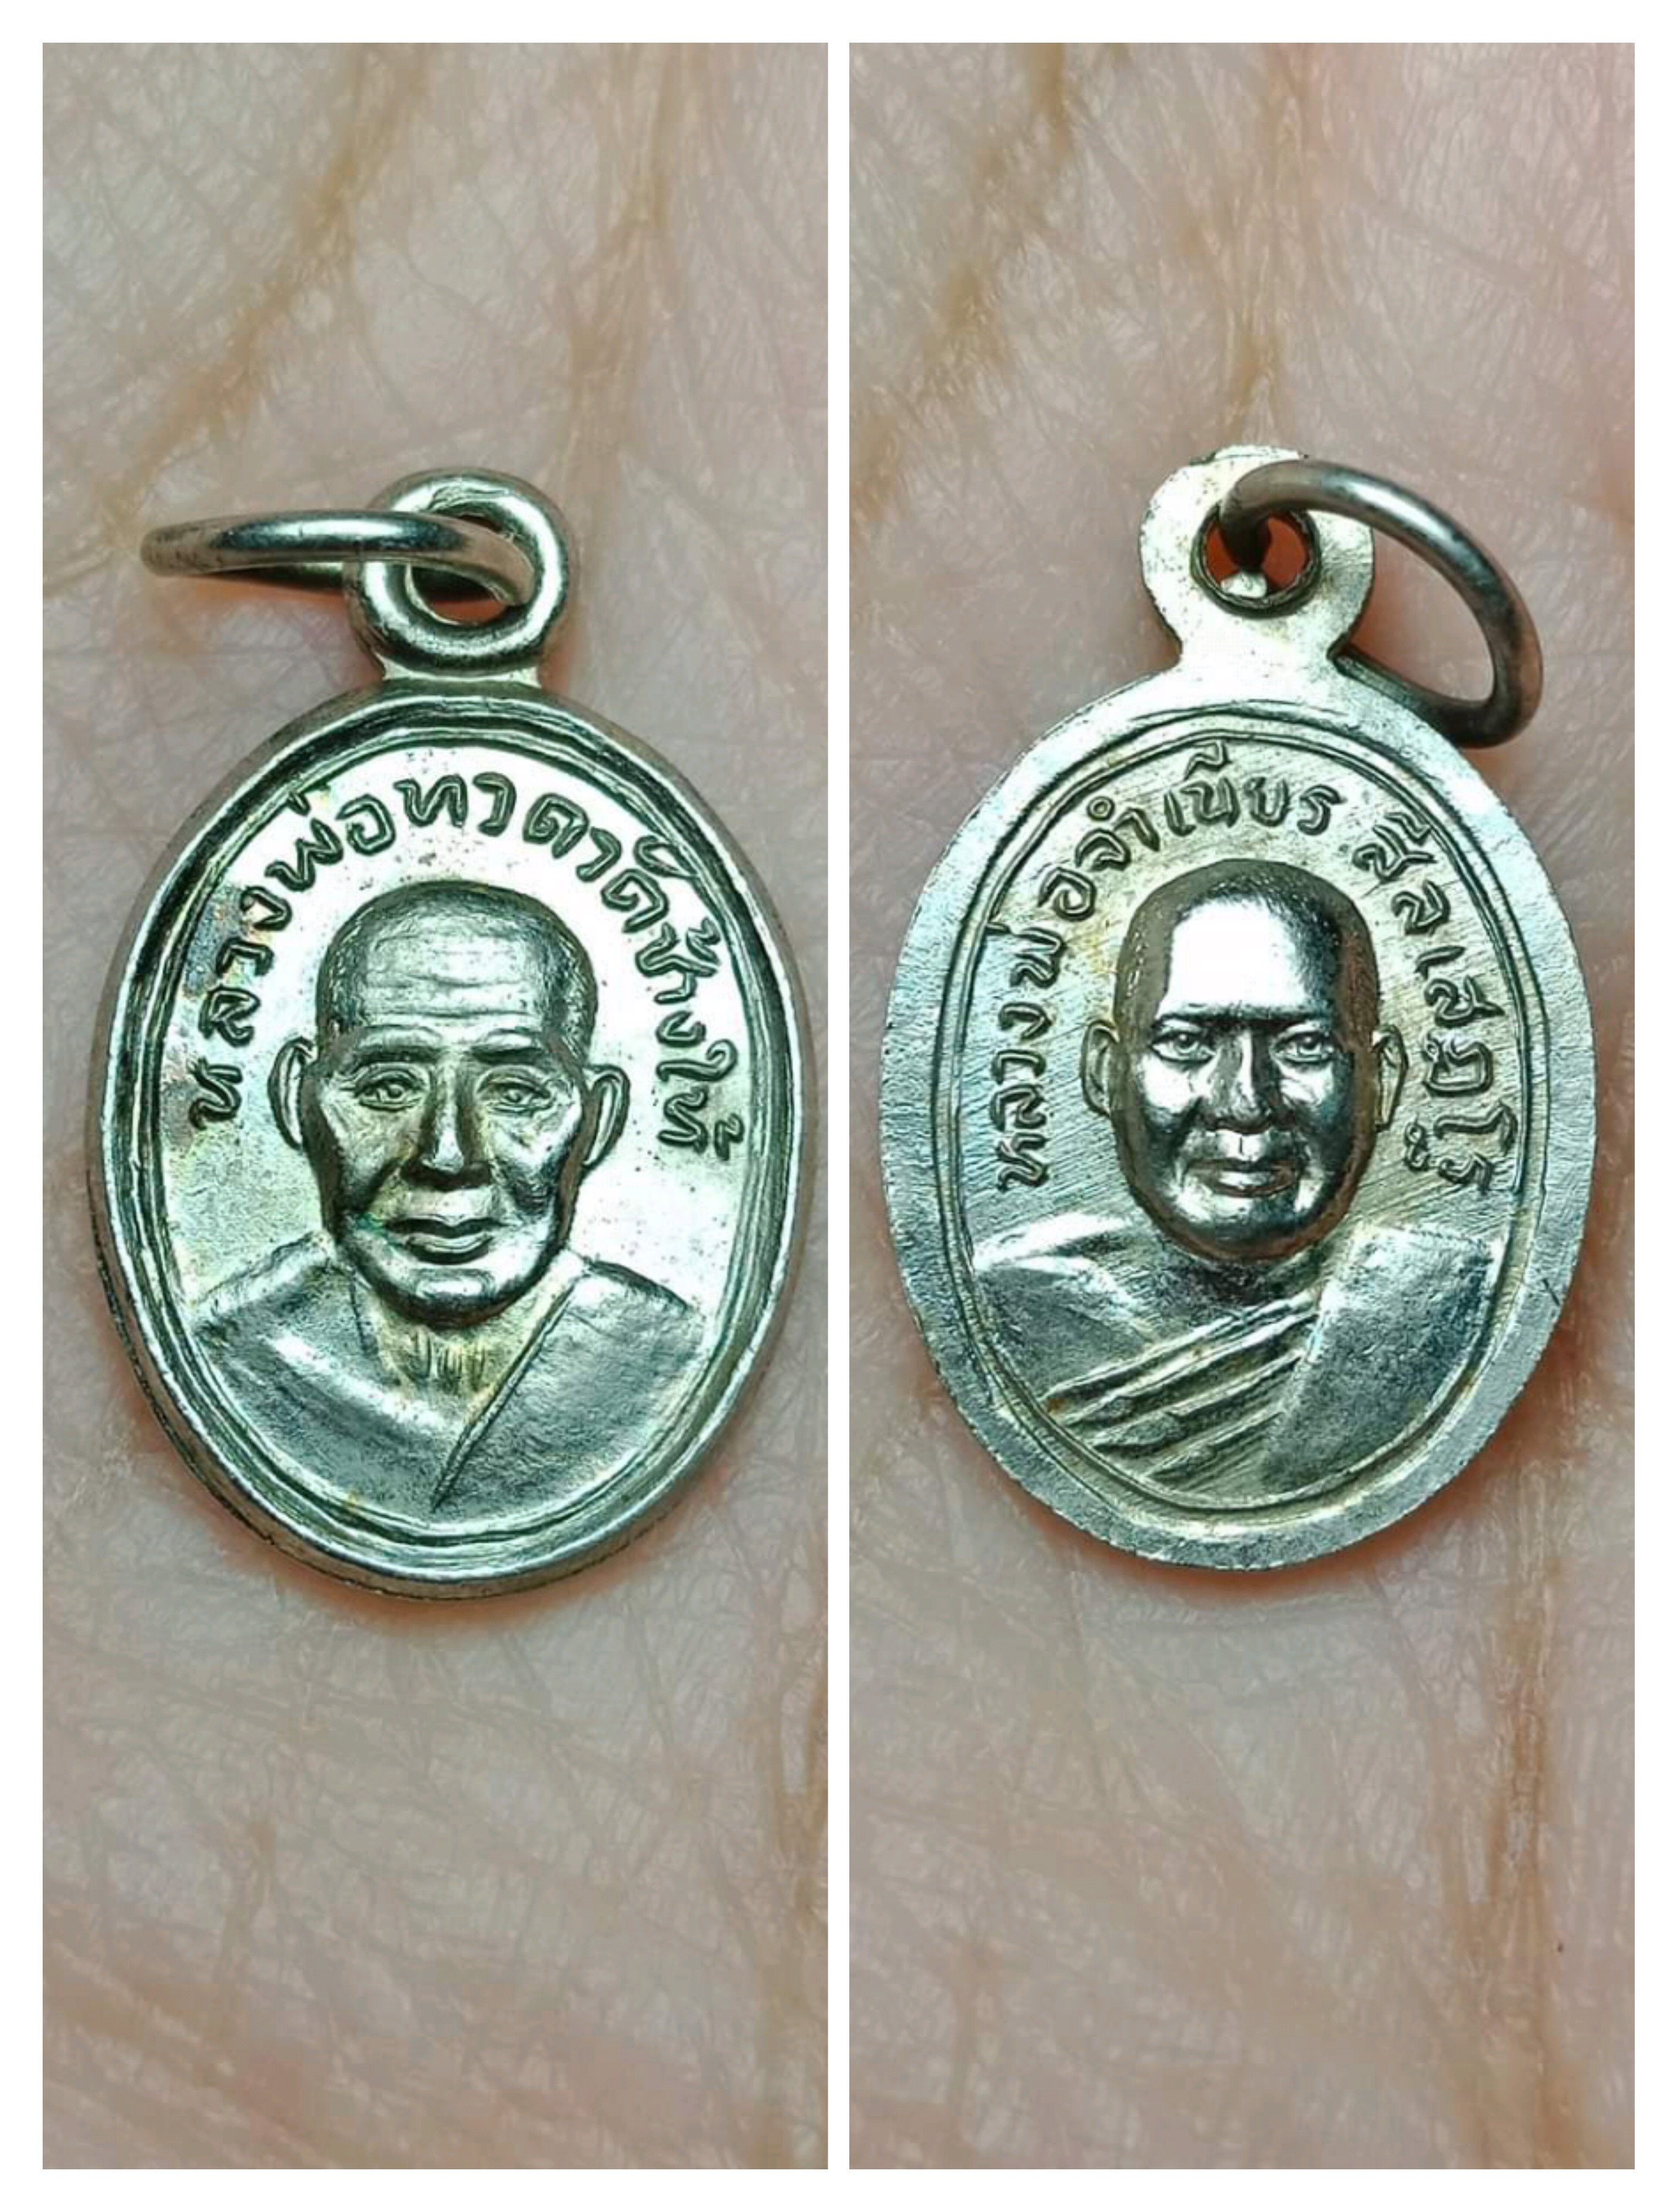 หลวงพ่อทวดวัดช้างให้
หลวงพ่อจำเนียร สีลเสฏโฐ